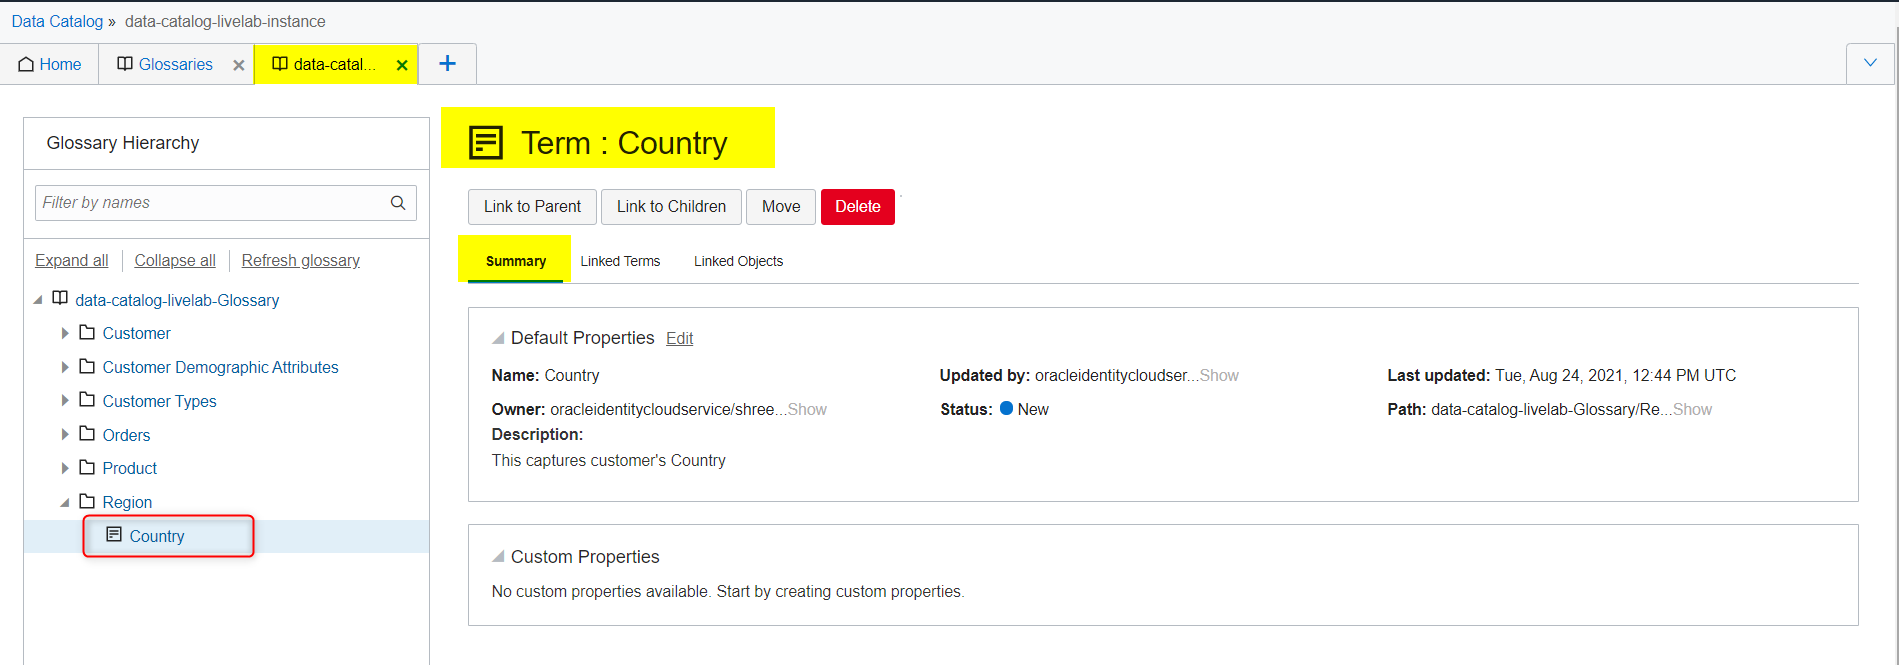 Data Catalog » data-catalog-livelab-instance
Home Glossaries data-catal...
Glossary Hierarchy
Filter by names
Expand all Collapse all Refresh glossary
data-catalog-livelab-Glossary
Customer
Customer Demographic Attributes
Customer Types
Orders
Product
Region
Country
Term : Country
Link to Parent Link to Children Move Delete
Summary Linked Terms Linked Objects
Default Properties Edit
Name: Country Updated by: oracleidentitycloudser...Show Last updated: Tue, Aug 24, 2021, 12:44 PM UTC
Owner: oracleidentitycloudservice/shree...Show Status: New Path: data-catalog-livelab-Glossary/Re...Show
Description:
This captures customer's Country
Custom Properties
No custom properties available. Start by creating custom properties.